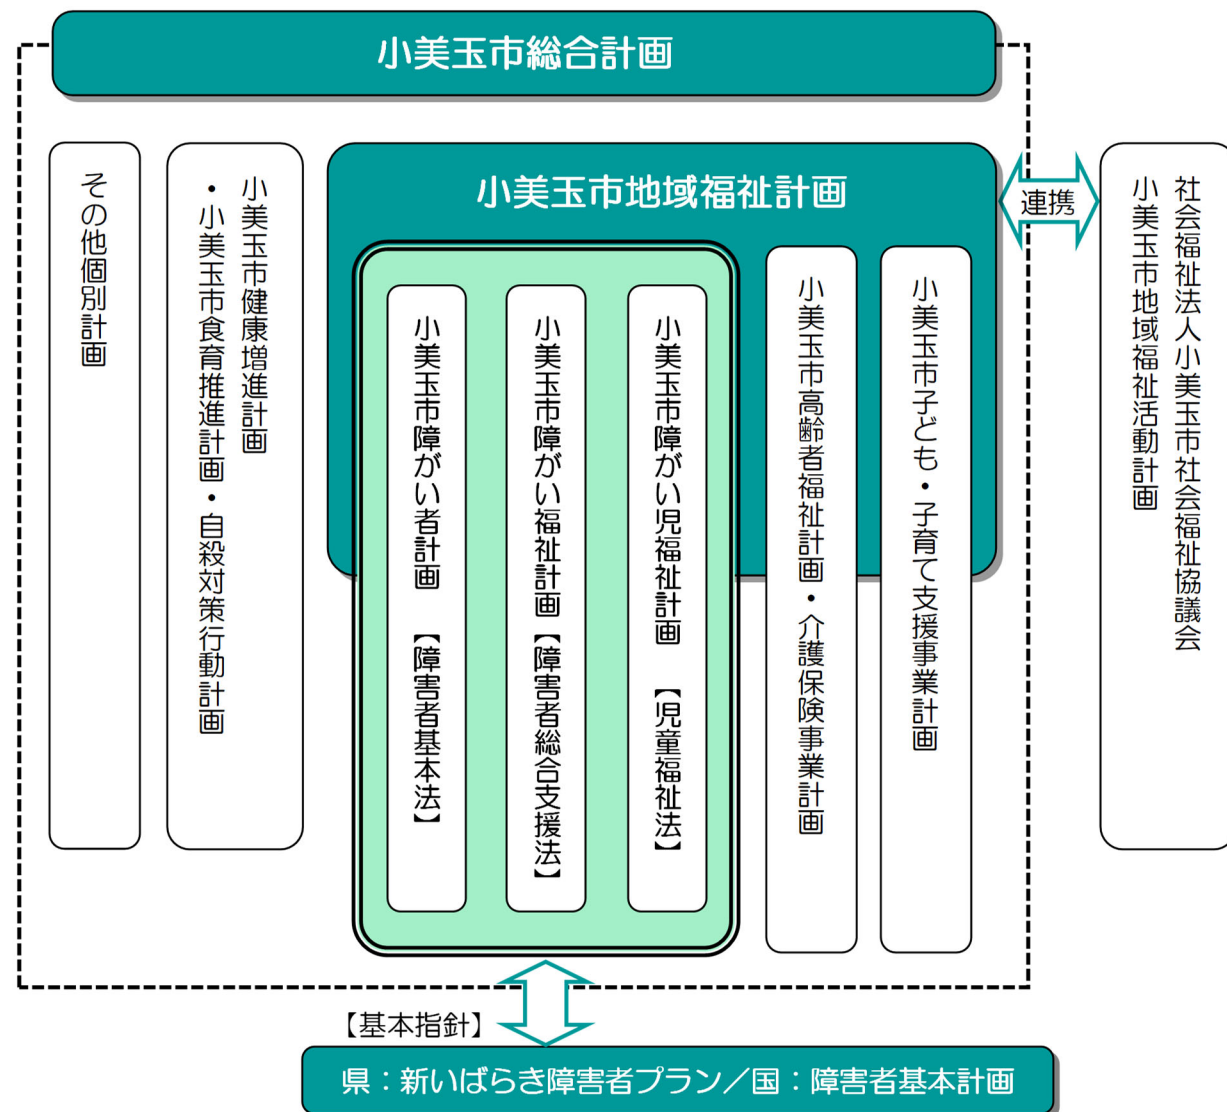 小美玉市総合計画
小美玉市地域福祉計画
連携
社会福祉法人小美玉市社会福祉協議会
小美玉市地域福祉活動計画
小美玉市子ども・子育て支援事業計画
小美玉市高齢者福祉計画・介護保険事業計画
小美玉市障がい児福祉計画 【児童福祉法】
小美玉市障がい福祉計画【障害者総合支援法】
小美玉市障がい者計画 【障害者基本法】
小美玉市健康増進計画
・小美玉市食育推進計画・自殺対策行動計画
その他個別計画
【基本指針】
県：新いばらき障害者プラン／国：障害者基本計画